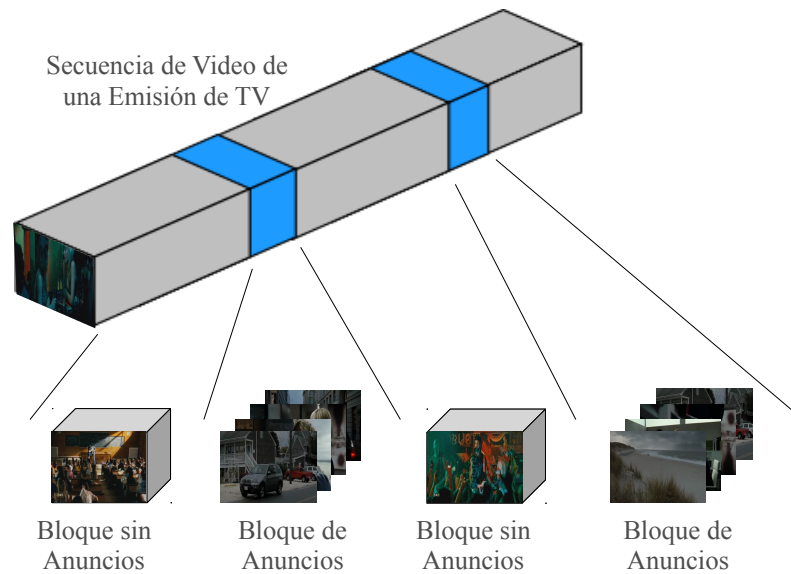 Secuencia de Video de
una Emisión de TV
Bloque sin
Anuncios
Bloque de
Anuncios
Bloque sin
Anuncios
Bloque de
Anuncios